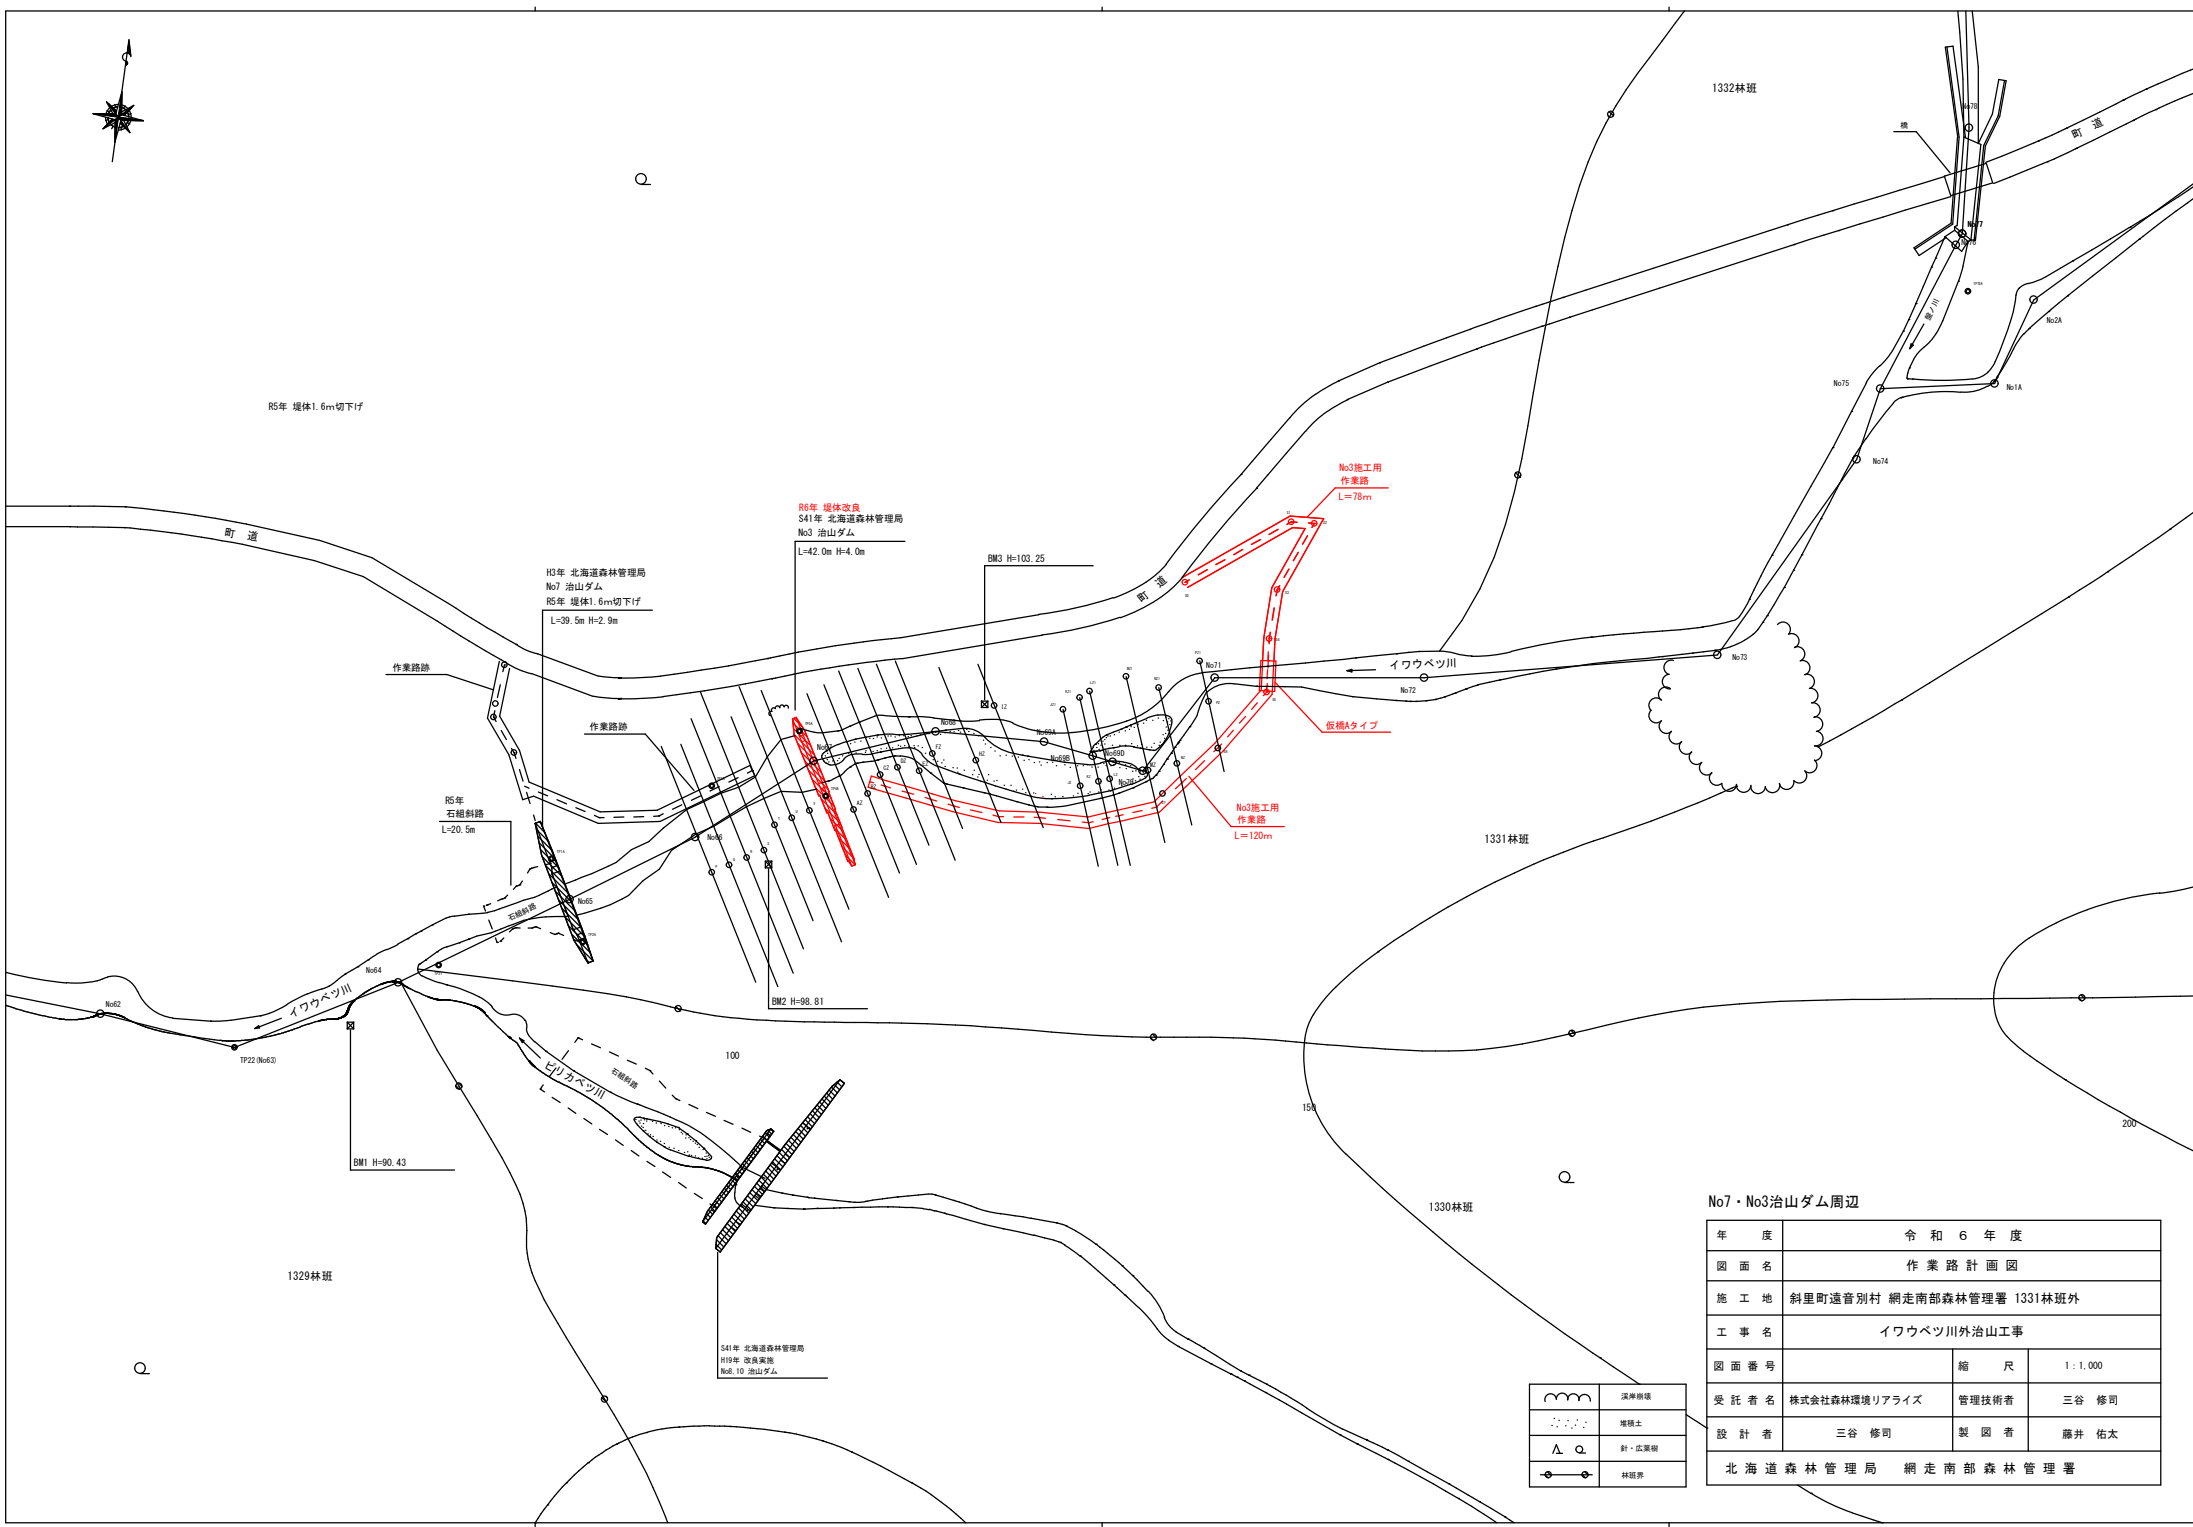 1332林班
橋
町道
No78
No77
No76
盤ノ川
No2A
No75
No1A
No74
R5年 堤体1.6m切下げ
No3施工用
作業路
L=78m
R6年 堤体改良
S41年 北海道森林管理局
No3 治山ダム
L=42.0m H=4.0m
町道
BM3 H=103.25
H3年 北海道森林管理局
No7 治山ダム
R5年 堤体1.6m切下げ
L=39.5m H=2.9m
町道
作業路跡
No71
イワウベツ川
No73
No72
作業路跡
No68
No69A
No67
No69B
No69D
No70
仮橋Aタイプ
No3施工用
作業路
L=120m
R5年
石組斜路
L=20.5m
No66
1331林班
No65
石組斜路
No64
イワウベツ川
No62
BM2 H=98.81
TP22(No63)
100
石組斜路
ピリカベツ川
150
200
BM1 H=90.43
1330林班
1329林班
S41年 北海道森林管理局
H19年 改良実施
No8,10 治山ダム
渓岸崩壊
堆積土
針・広葉樹
林班界
No7・No3治山ダム周辺
年度 令和6年度
図面名 作業路計画図
施工地 斜里町遠音別村 網走南部森林管理署 1331林班外
工事名 イワウベツ川外治山工事
図面番号 縮尺 1:1,000
受託者名 株式会社森林環境リアライズ 管理技術者 三谷 修司
設計者 三谷 修司 製図者 藤井 佑太
北海道森林管理局 網走南部森林管理署